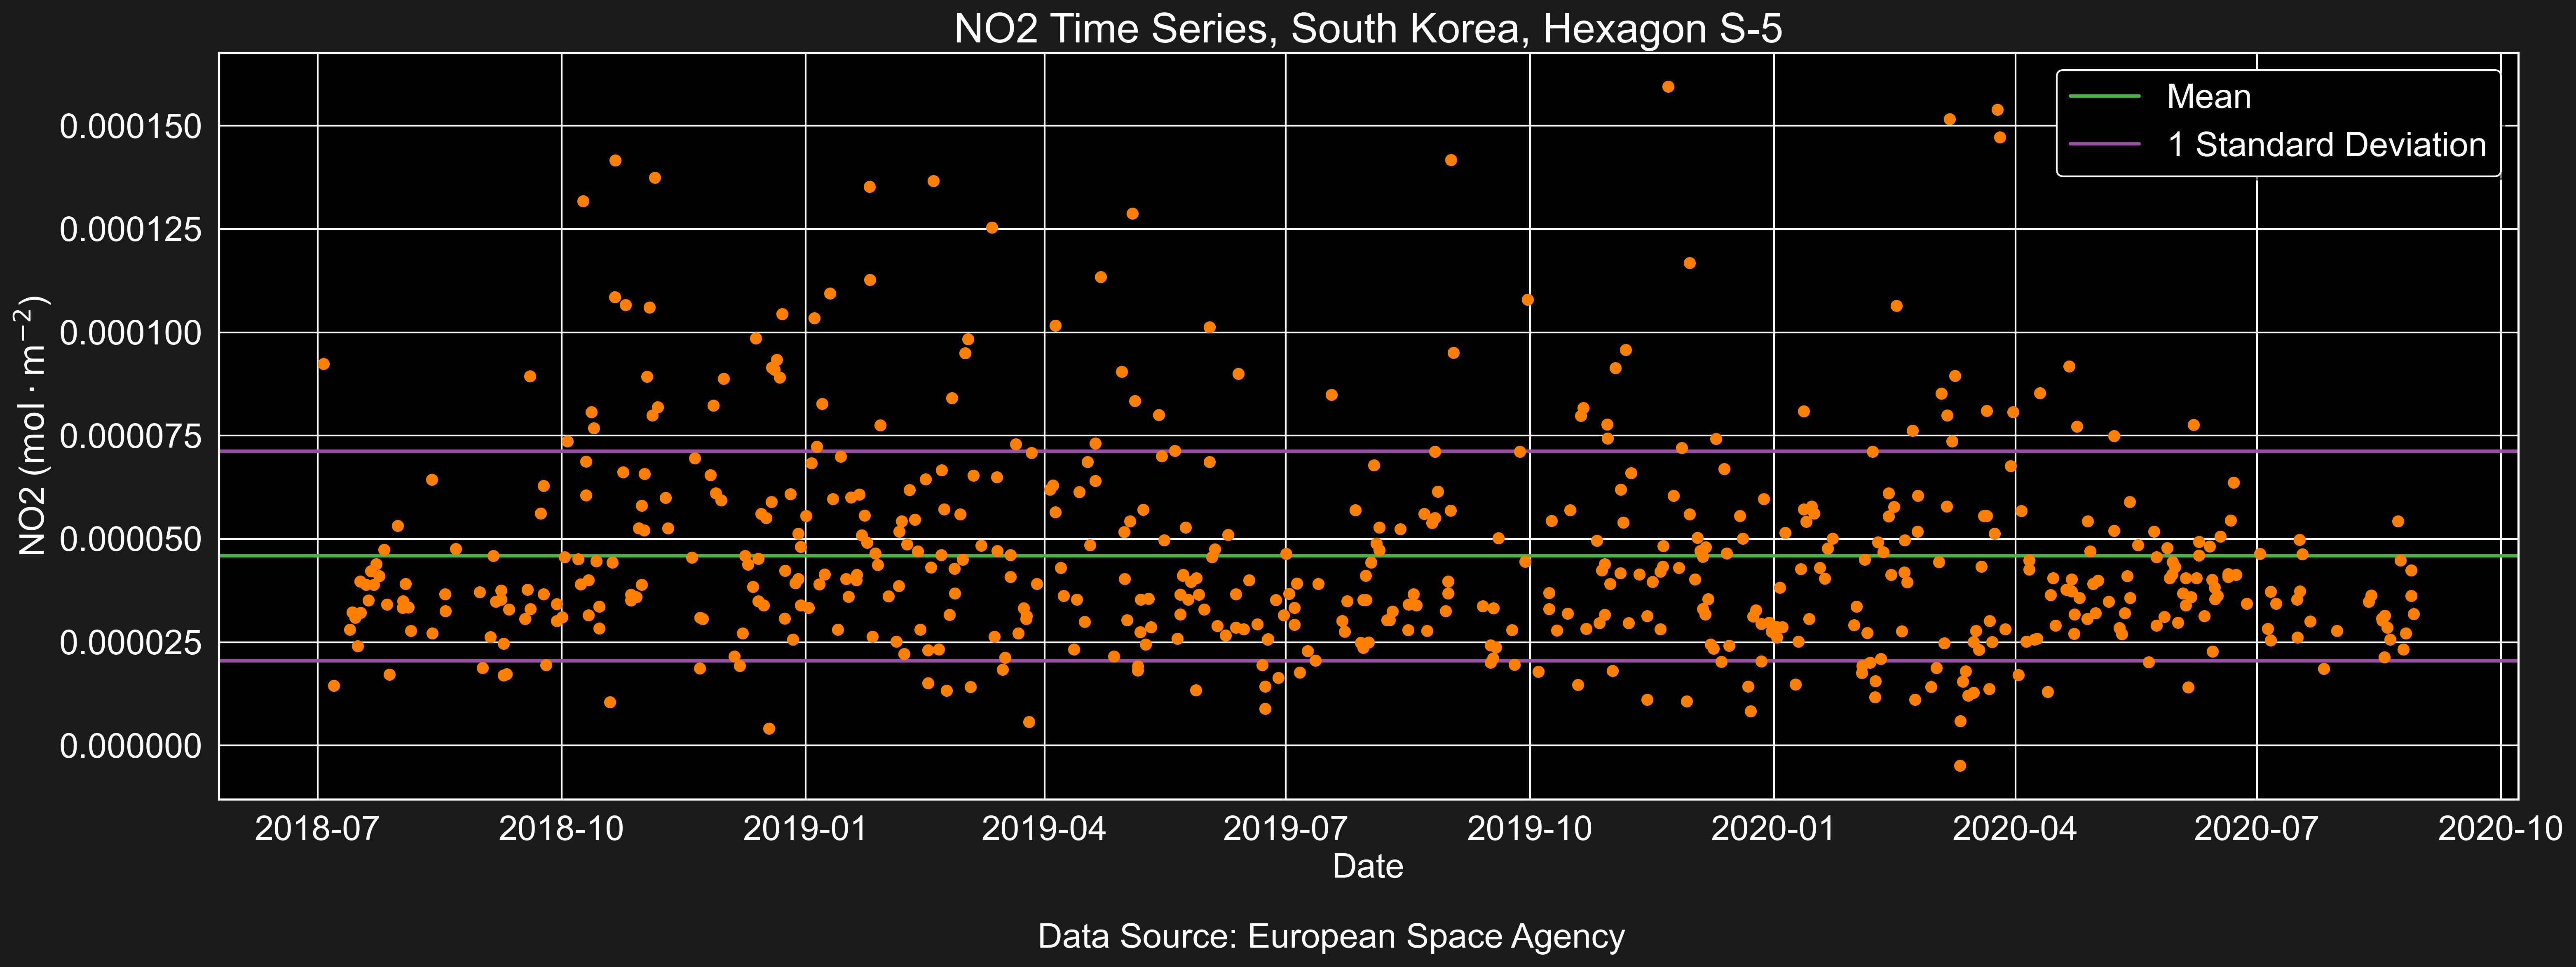 NO2 Time Series, South Korea, Hexagon S-5
Mean
1 Standard Deviation
NO2 (mol · m⁻²)
0.000150
0.000125
0.000100
0.000075
0.000050
0.000025
0.000000
2018-07 2018-10 2019-01 2019-04 2019-07 2019-10 2020-01 2020-04 2020-07 2020-10
Date
Data Source: European Space Agency